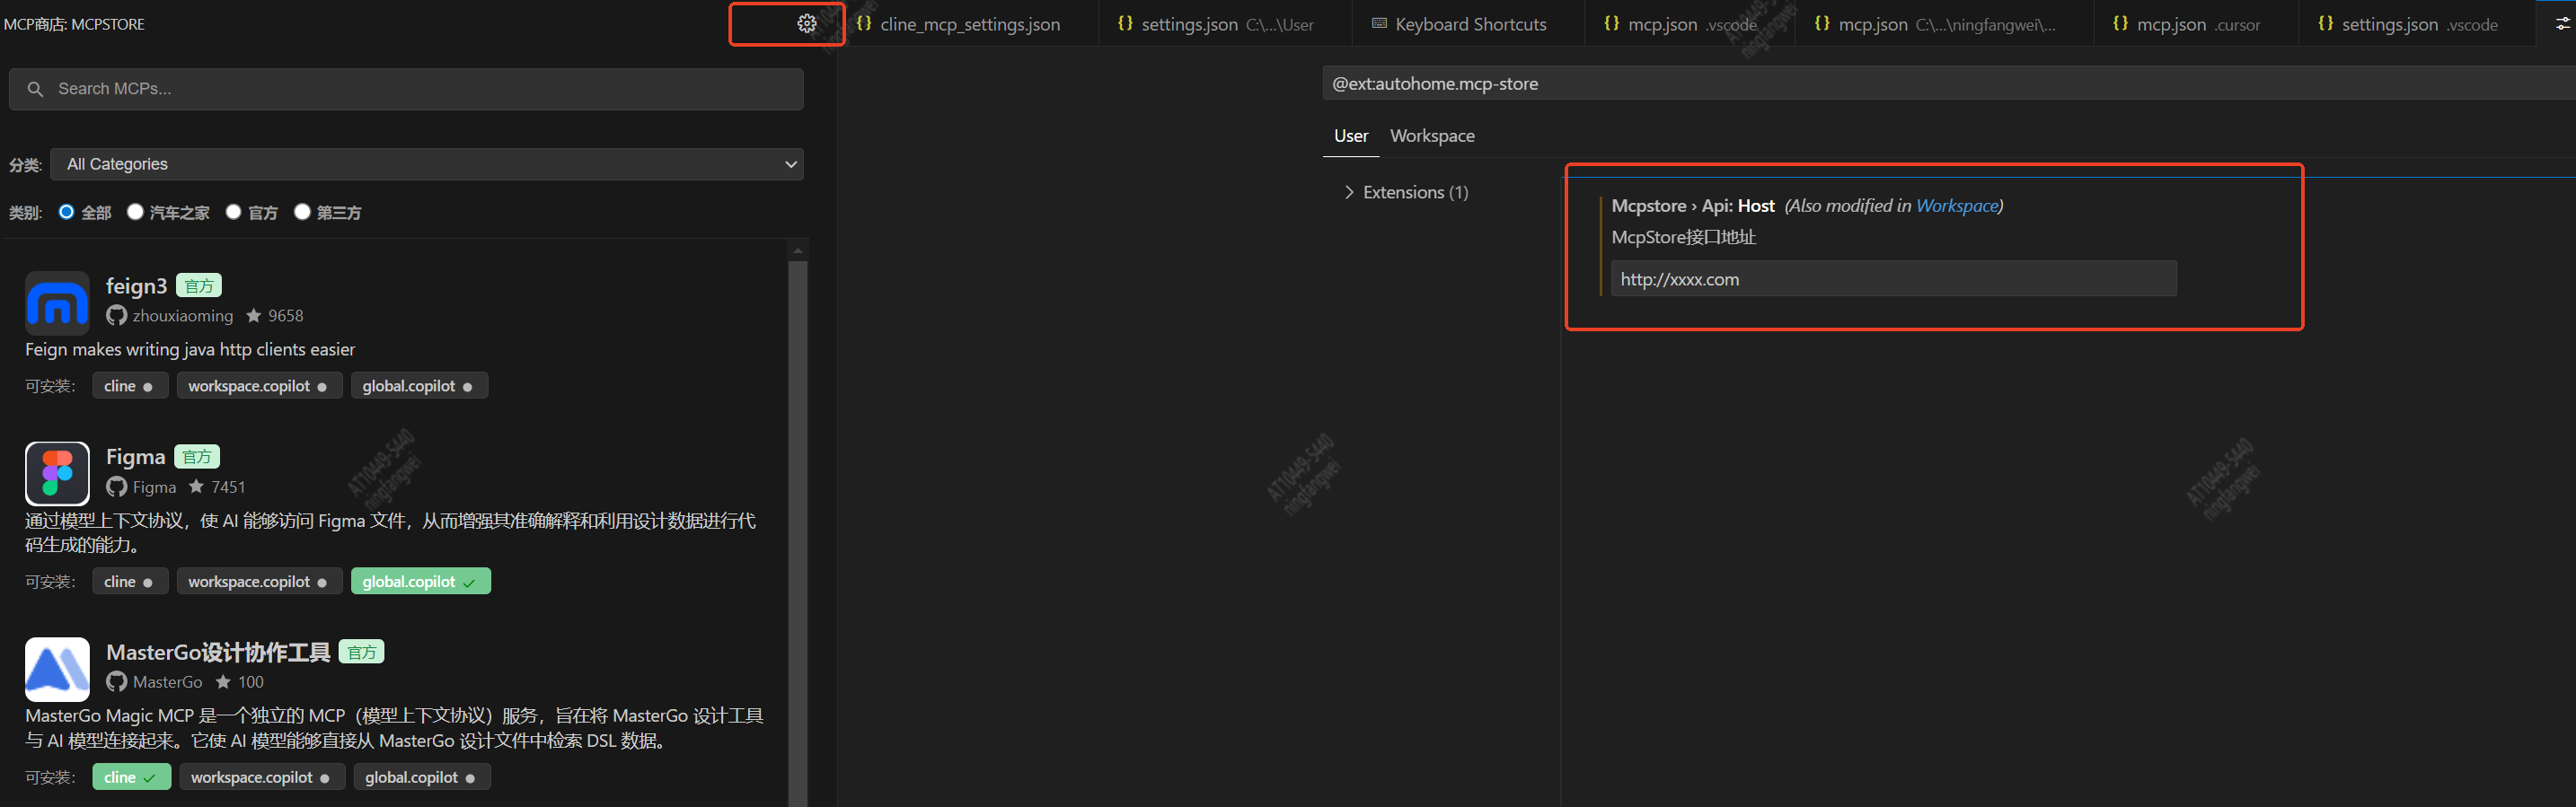 MCP商店: MCPSTORE
Search MCPs...
分类: All Categories
类别: 全部 汽车之家 官方 第三方
feign3 官方
zhouxiaoming ★ 9658
Feign makes writing java http clients easier
可安装: cline ● workspace.copilot ● global.copilot ●
Figma 官方
Figma ★ 7451
通过模型上下文协议，使 AI 能够访问 Figma 文件，从而增强其准确解释和利用设计数据进行代
码生成的能力。
可安装: cline ● workspace.copilot ● global.copilot ✓
MasterGo设计协作工具 官方
MasterGo ★ 100
MasterGo Magic MCP 是一个独立的 MCP（模型上下文协议）服务，旨在将 MasterGo 设计工具
与 AI 模型连接起来。它使 AI 模型能够直接从 MasterGo 设计文件中检索 DSL 数据。
可安装: cline ✓ workspace.copilot ● global.copilot ●
{} cline_mcp_settings.json
{} settings.json C:\...\User
Keyboard Shortcuts
{} mcp.json .vscode
{} mcp.json C:\...\ningfangwei\...
{} mcp.json .cursor
{} settings.json .vscode
@ext:autohome.mcp-store
User Workspace
Extensions (1)
Mcpstore › Api: Host (Also modified in Workspace)
McpStore接口地址
http://xxxx.com
AT10449-5440
ningfangwei
AT10449-5440
ningfangwei
AT10449-5440
ningfangwei